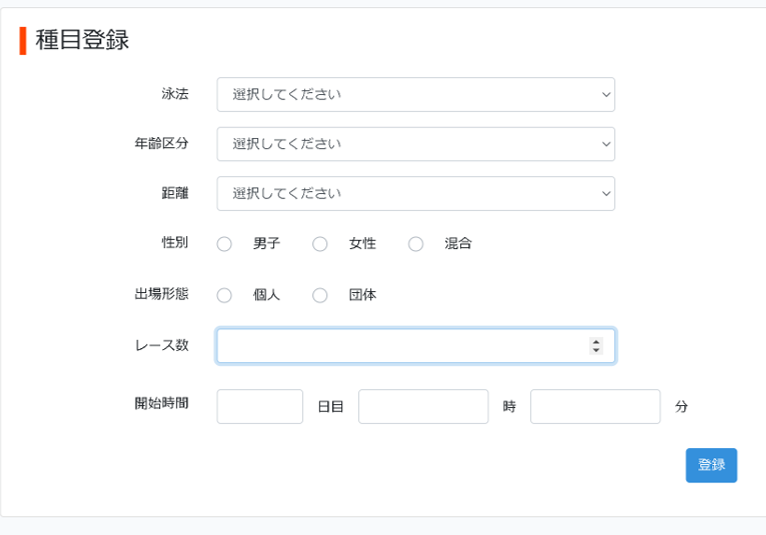 種目登録
泳法 選択してください
年齢区分 選択してください
距離 選択してください
性別 男子 女性 混合
出場形態 個人 団体
レース数
開始時間 日目 時 分
登録